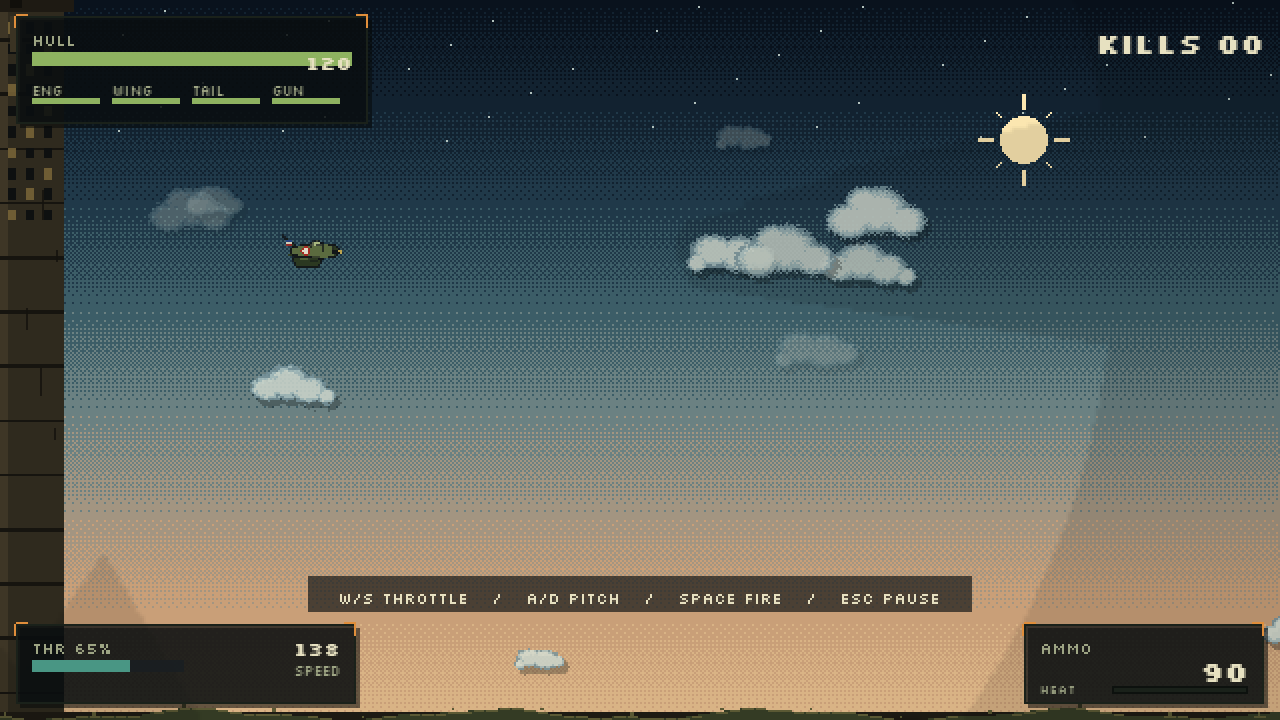 HULL
120
ENG WING TAIL GUN
KILLS 00
W/S THROTTLE / A/D PITCH / SPACE FIRE / ESC PAUSE
THR 65%
138
SPEED
AMMO
90
HEAT